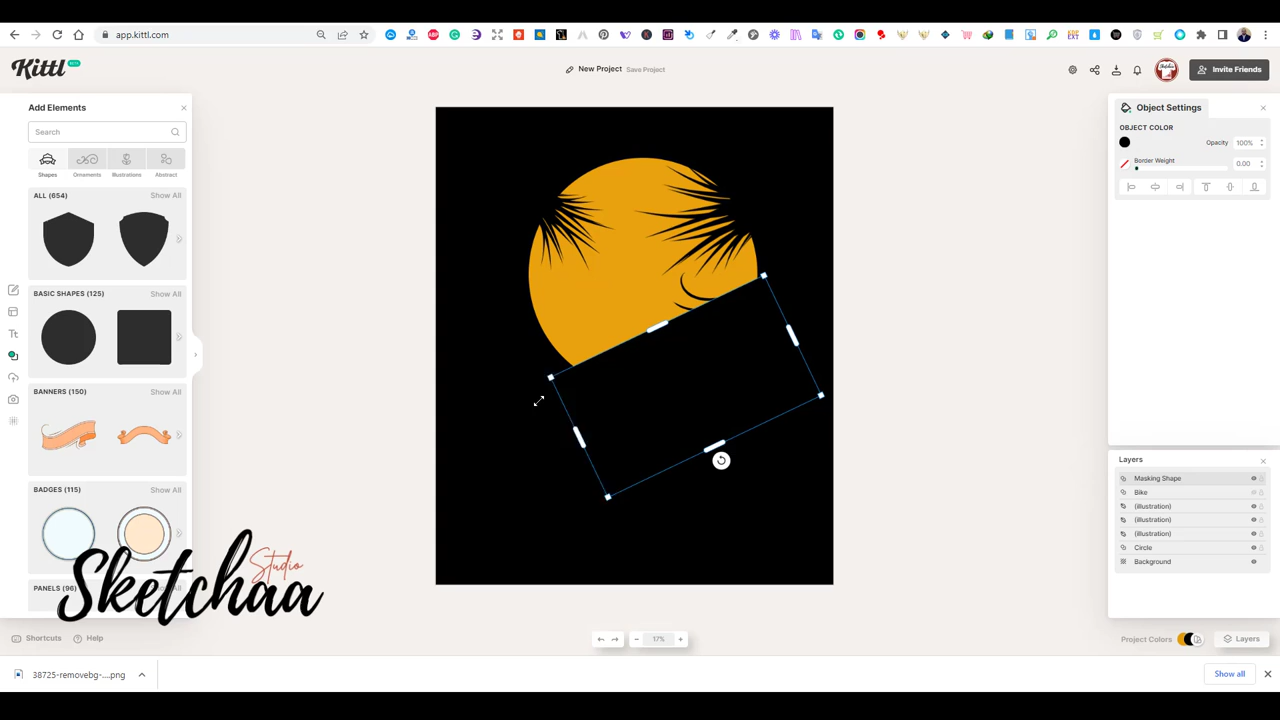 app.kittl.com
Kittl BETA
New Project Save Project
Invite Friends
Add Elements
Search
Shapes Ornaments Illustrations Abstract
ALL (654) Show All
BASIC SHAPES (125) Show All
BANNERS (150) Show All
BADGES (115) Show All
PANELS (96)
Sketchaa Studio
Shortcuts Help
Object Settings
OBJECT COLOR
Opacity 100%
Border Weight 0.00
Layers
Masking Shape
Bike
(illustration)
(illustration)
(illustration)
Circle
Background
17%
Project Colors Layers
38725-removebg-....png
Show all